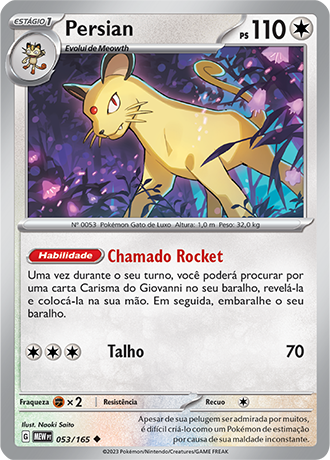 ESTÁGIO 1
Persian
PS 110
Evolui de Meowth
Nº 0053 Pokémon Gato de Luxo Altura: 1,0 m Peso: 32,0 kg
Habilidade Chamado Rocket
Uma vez durante o seu turno, você poderá procurar por
uma carta Carisma do Giovanni no seu baralho, revelá-la
e colocá-la na sua mão. Em seguida, embaralhe o seu
baralho.
Talho 70
Fraqueza ×2 Resistência Recuo
Ilust. Naoki Saito
G MEW PT 053/165
Apesar de sua pelugem ser admirada por muitos,
é difícil criá-lo como um Pokémon de estimação
por causa de sua maldade inconstante.
©2023 Pokémon/Nintendo/Creatures/GAME FREAK